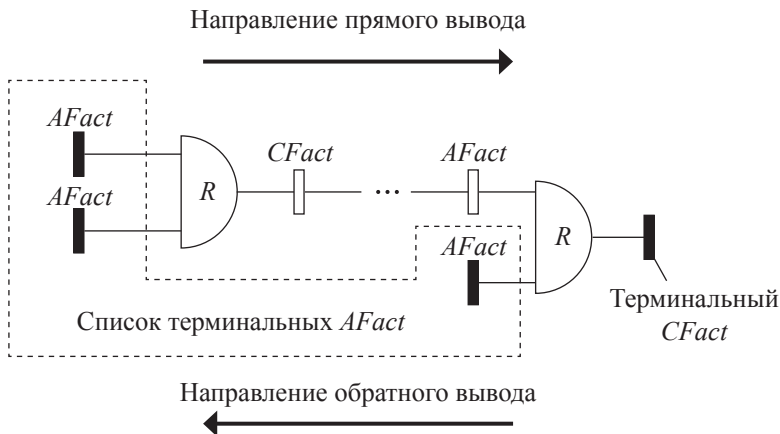 Направление прямого вывода
AFact
CFact
AFact
AFact
R
...
R
AFact
Список терминальных AFact
Терминальный
CFact
Направление обратного вывода